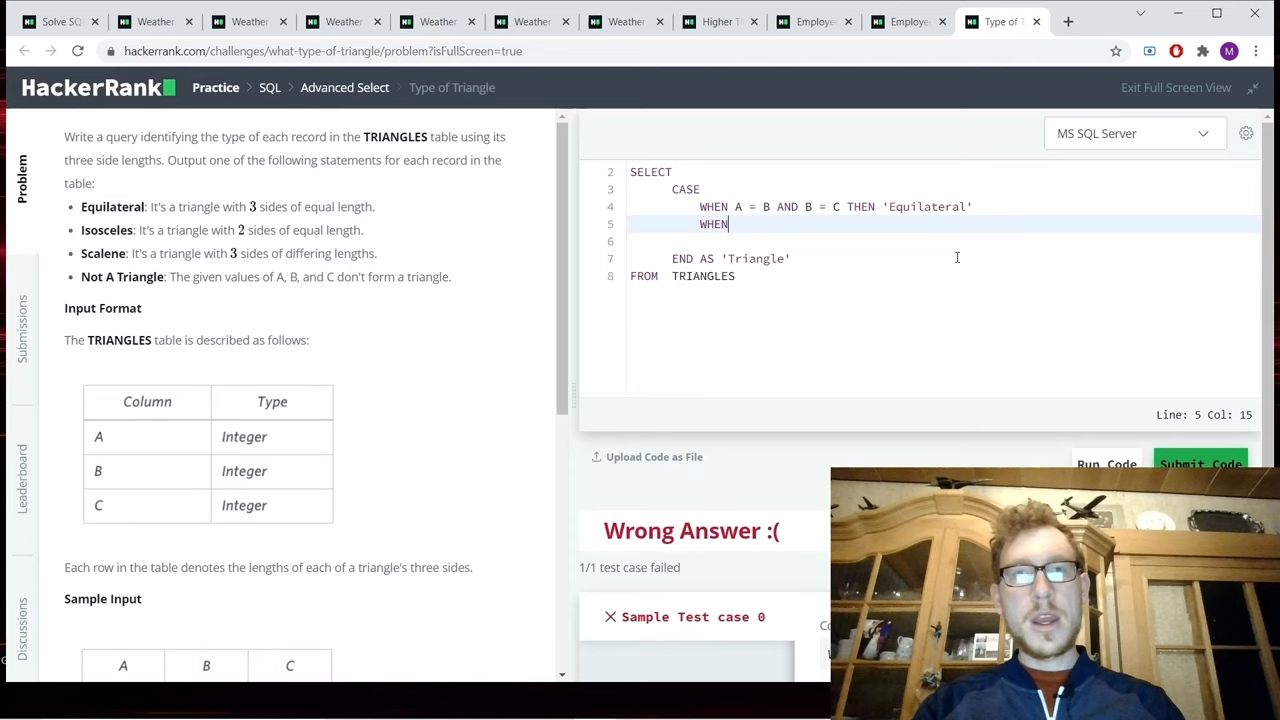 Solve SQ
Weather
Weather
Weather
Weather
Weather
Weather
Higher T
Employe
Employe
Type of T
hackerrank.com/challenges/what-type-of-triangle/problem?isFullScreen=true
M
HackerRank
Practice > SQL > Advanced Select > Type of Triangle
Exit Full Screen View
Problem
Submissions
Leaderboard
Discussions
Write a query identifying the type of each record in the TRIANGLES table using its
three side lengths. Output one of the following statements for each record in the
table:
• Equilateral: It's a triangle with 3 sides of equal length.
• Isosceles: It's a triangle with 2 sides of equal length.
• Scalene: It's a triangle with 3 sides of differing lengths.
• Not A Triangle: The given values of A, B, and C don't form a triangle.
Input Format
The TRIANGLES table is described as follows:
Column Type
A Integer
B Integer
C Integer
Each row in the table denotes the lengths of each of a triangle's three sides.
Sample Input
A B C
MS SQL Server
2 SELECT
3 CASE
4 WHEN A = B AND B = C THEN 'Equilateral'
5 WHEN
6
7 END AS 'Triangle'
8 FROM TRIANGLES
Line: 5 Col: 15
Upload Code as File
Run Code
Submit Code
Wrong Answer :(
1/1 test case failed
Sample Test case 0